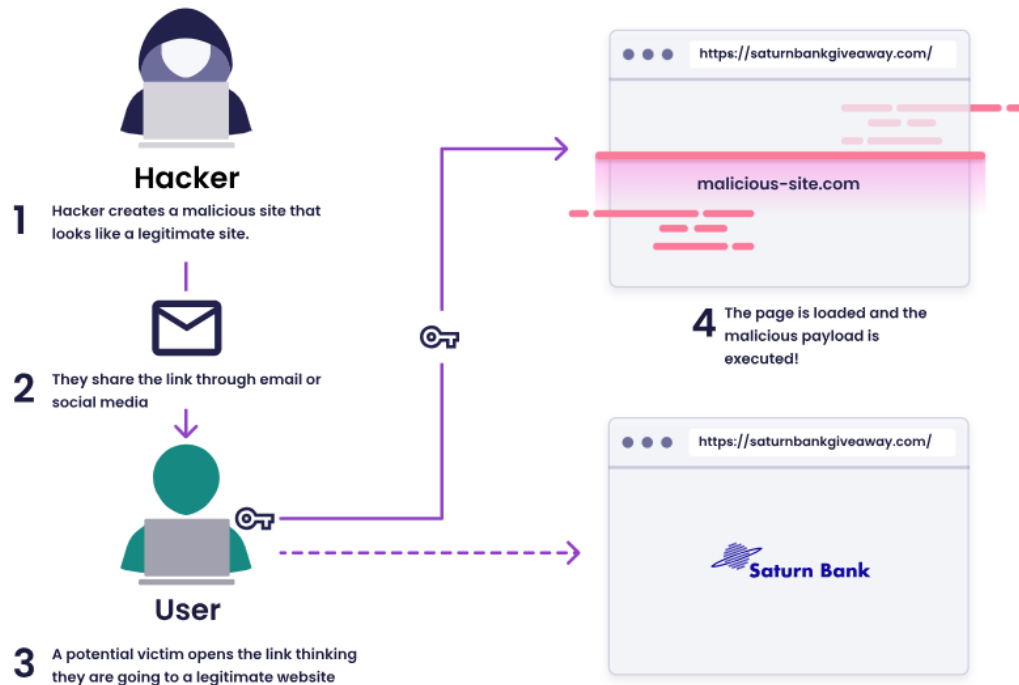 Hacker
1
Hacker creates a malicious site that
looks like a legitimate site.
2
They share the link through email or
social media
User
3
A potential victim opens the link thinking
they are going to a legitimate website
https://saturnbankgiveaway.com/
malicious-site.com
4
The page is loaded and the
malicious payload is
executed!
https://saturnbankgiveaway.com/
Saturn Bank